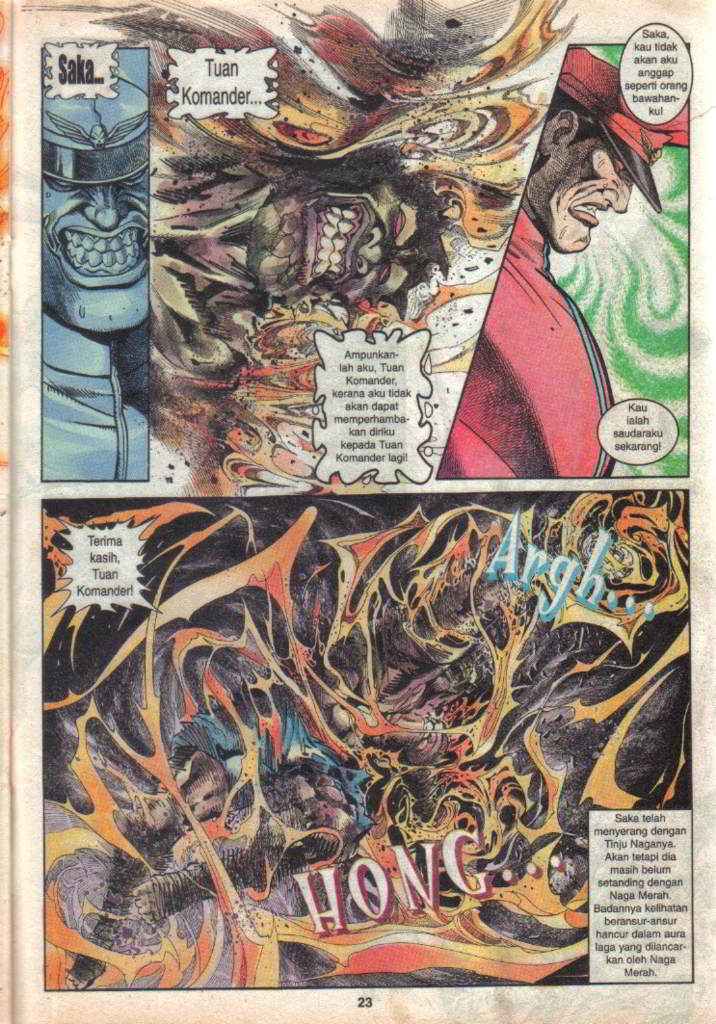 Saka...
Tuan
Komander...
Saka,
kau tidak
akan aku
anggap
seperti orang
bawahan-
ku!
Ampunkan-
lah aku, Tuan
Komander,
kerana aku tidak
akan dapat
memperhamba-
kan diriku
kepada Tuan
Komander lagi!
Kau
ialah
saudaraku
sekarang!
Terima
kasih,
Tuan
Komander!
Argh...
HONG...
Saka telah
menyerang dengan
Tinju Naganya.
Akan tetapi dia
masih belum
setanding dengan
Naga Merah.
Badannya kelihatan
beransur-ansur
hancur dalam aura
laga yang dilancar-
kan oleh Naga
Merah.
23